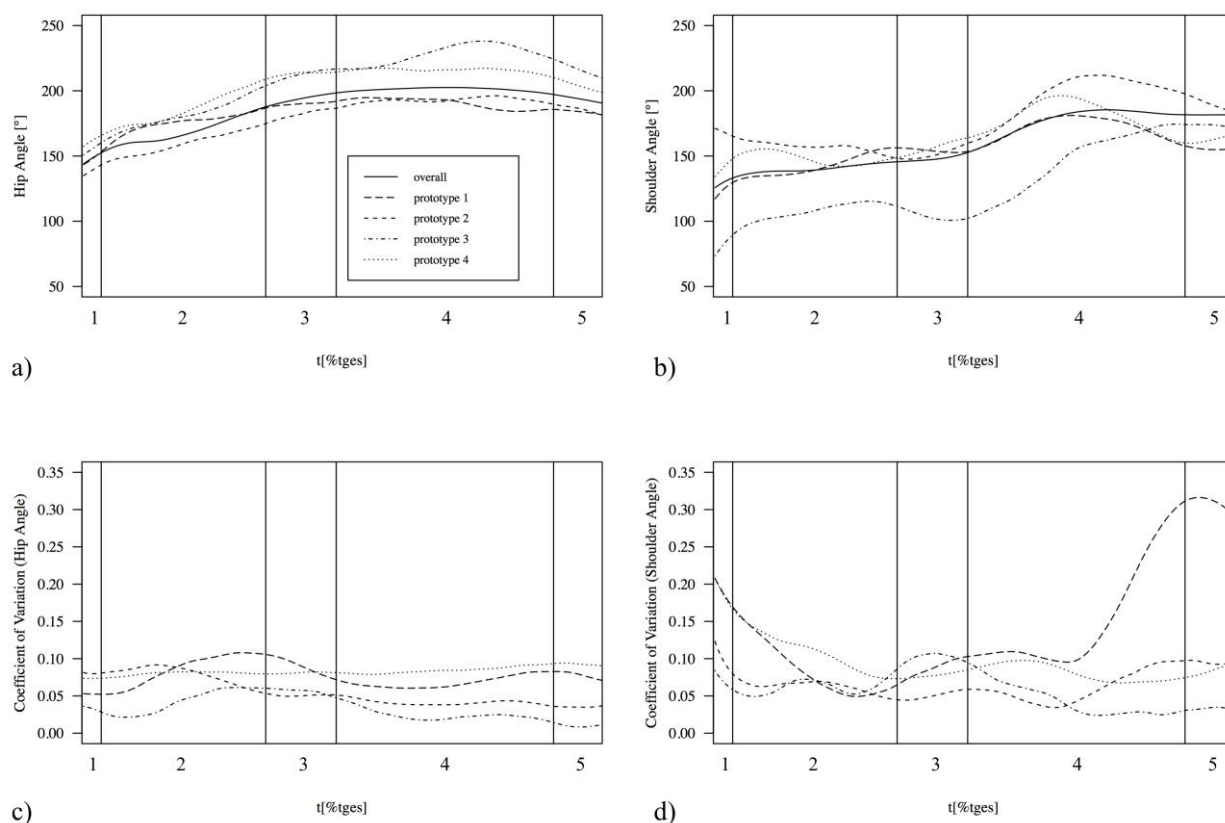 250
200
150
100
50
Hip Angle [°]
overall
prototype 1
prototype 2
prototype 3
prototype 4
1 2 3 4 5
t[%tges]
a)
250
200
150
100
50
Shoulder Angle [°]
1 2 3 4 5
t[%tges]
b)
0.35
0.30
0.25
0.20
0.15
0.10
0.05
0.00
Coefficient of Variation (Hip Angle)
1 2 3 4 5
t[%tges]
c)
0.35
0.30
0.25
0.20
0.15
0.10
0.05
0.00
Coefficient of Variation (Shoulder Angle)
1 2 3 4 5
t[%tges]
d)